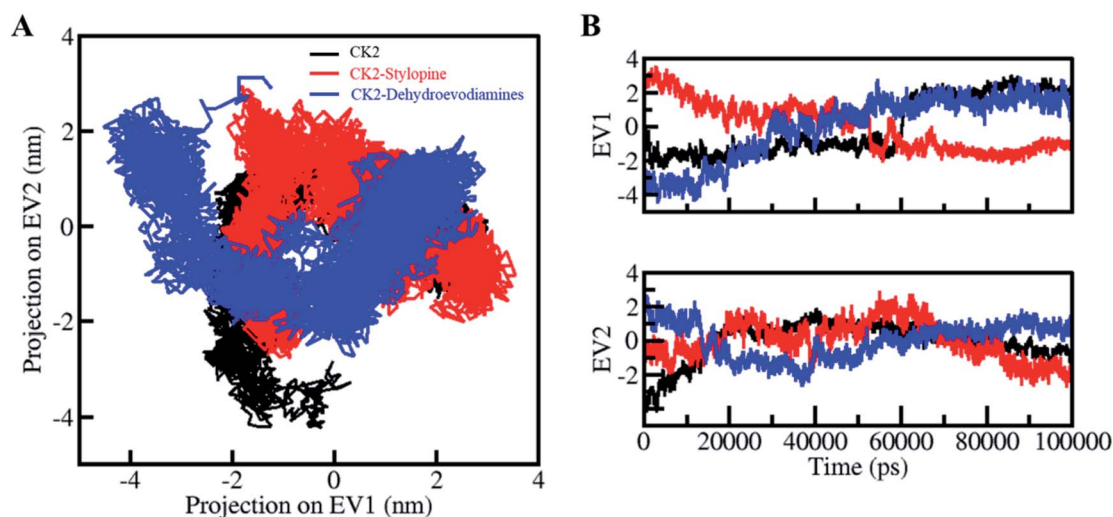 A
4
2
0
-2
-4
Projection on EV2 (nm)
CK2
CK2-Stylopine
CK2-Dehydroevodiamines
-4 -2 0 2 4
Projection on EV1 (nm)
B
4
2
0
-2
-4
EV1
4
2
0
-2
EV2
0 20000 40000 60000 80000 100000
Time (ps)